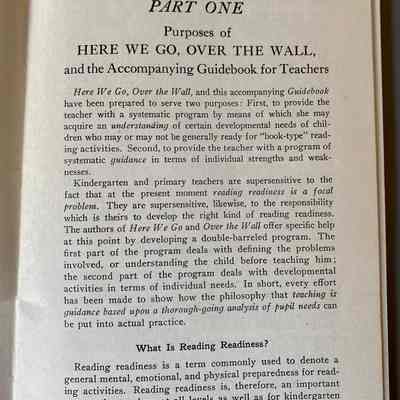 PART ONE
Purposes of
HERE WE GO, OVER THE WALL,
and the Accompanying Guidebook for Teachers
Here We Go, Over the Wall, and this accompanying Guidebook
have been prepared to serve two purposes: First, to provide the
teacher with a systematic program by means of which she may
acquire an understanding of certain developmental needs of chil-
dren who may or may not be generally ready for "book-type" read-
ing activities. Second, to provide the teacher with a program of
systematic guidance in terms of individual strengths and weak-
nesses.
Kindergarten and primary teachers are supersensitive to the
fact that at the present moment reading readiness is a focal
problem. They are supersensitive, likewise, to the responsibility
which is theirs to develop the right kind of reading readiness.
The authors of Here We Go and Over the Wall offer specific help
at this point by developing a double-barreled program. The
first part of the program deals with defining the problems
involved, or understanding the child before teaching him;
the second part of the program deals with developmental
activities in terms of individual needs. In short, every effort
has been made to show how the philosophy that teaching is
guidance based upon a thorough-going analysis of pupil needs can
be put into actual practice.
What Is Reading Readiness?
Reading readiness is a term commonly used to denote a
general mental, emotional, and physical preparedness for read-
ing activities. Reading readiness is, therefore, an important
all levels as well as for kindergarten